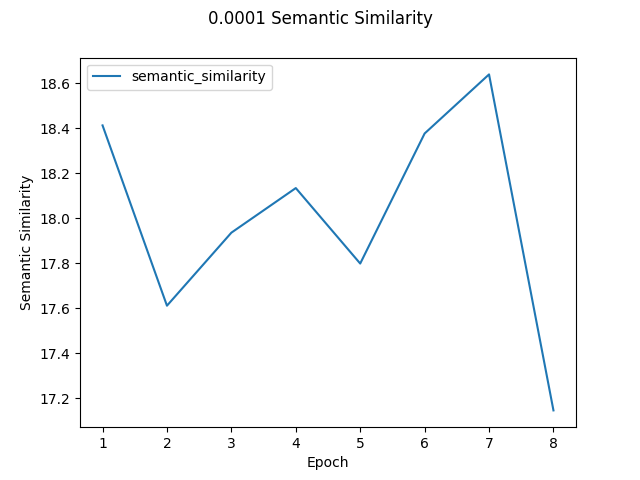 0.0001 Semantic Similarity
semantic_similarity
18.6
18.4
18.2
18.0
17.8
17.6
17.4
17.2
Semantic Similarity
1 2 3 4 5 6 7 8
Epoch